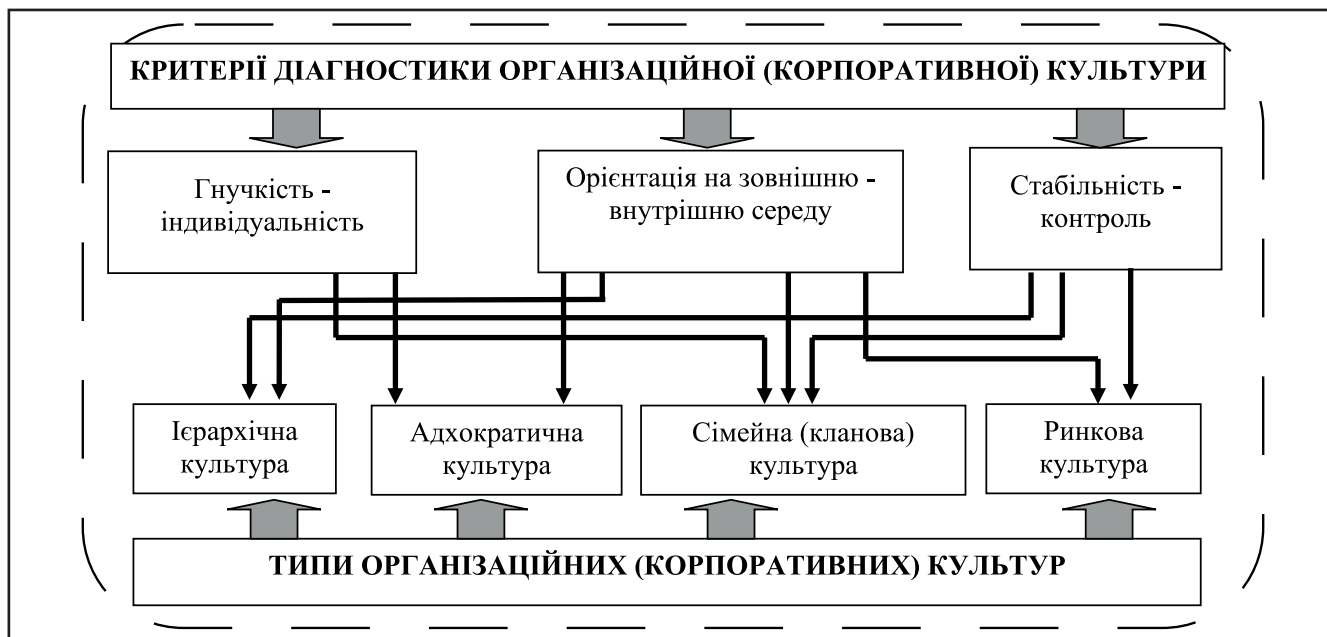 КРИТЕРІЇ ДІАГНОСТИКИ ОРГАНІЗАЦІЙНОЇ (КОРПОРАТИВНОЇ) КУЛЬТУРИ
Гнучкість -
індивідуальність
Орієнтація на зовнішню -
внутрішню середу
Стабільність -
контроль
Ієрархічна
культура
Адхократична
культура
Сімейна (кланова)
культура
Ринкова
культура
ТИПИ ОРГАНІЗАЦІЙНИХ (КОРПОРАТИВНИХ) КУЛЬТУР